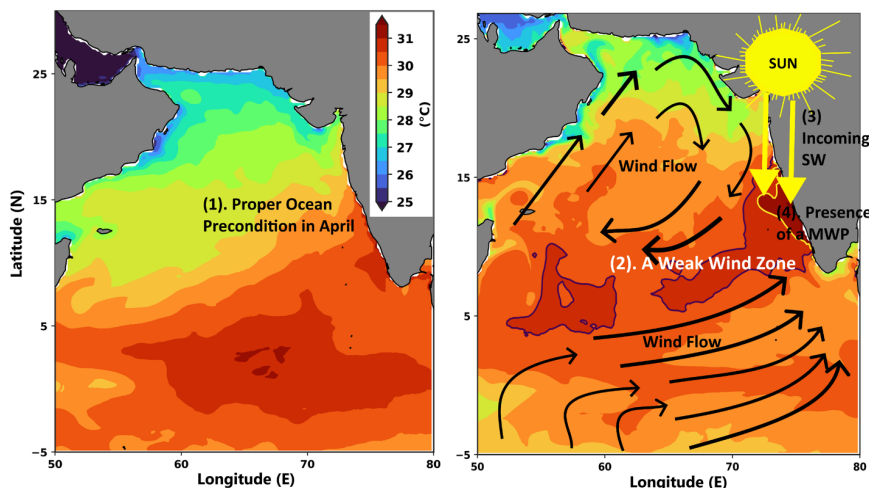 31
30
29
28
27
26
25
(°C)
25
15
5
−5
Latitude (N)
(1). Proper Ocean
Precondition in April
50
60
70
80
Longitude (E)
SUN
(3)
Incoming
SW
Wind Flow
(4). Presence
of a MWP
(2). A Weak Wind Zone
Wind Flow
25
15
5
−5
50
60
70
80
Longitude (E)